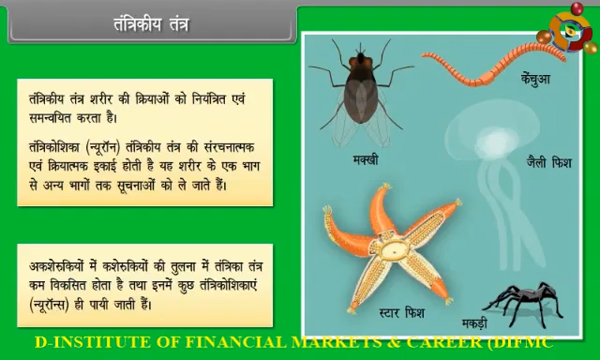 तंत्रिकीय तंत्र
तंत्रिकीय तंत्र शरीर की क्रियाओं को नियंत्रित एवं
समन्वयित करता है।
तंत्रिकोशिका (न्यूरॉन) तंत्रिकीय तंत्र की संरचनात्मक
एवं क्रियात्मक इकाई होती है यह शरीर के एक भाग
से अन्य भागों तक सूचनाओं को ले जाते हैं।
अकशेरुकियों में कशेरुकियों की तुलना में तंत्रिका तंत्र
कम विकसित होता है तथा इनमें कुछ तंत्रिकोशिकाएं
(न्यूरॉन्स) ही पायी जाती हैं।
मक्खी
केंचुआ
जैली फिश
स्टार फिश
मकड़ी
D-INSTITUTE OF FINANCIAL MARKETS & CAREER (DIFMC